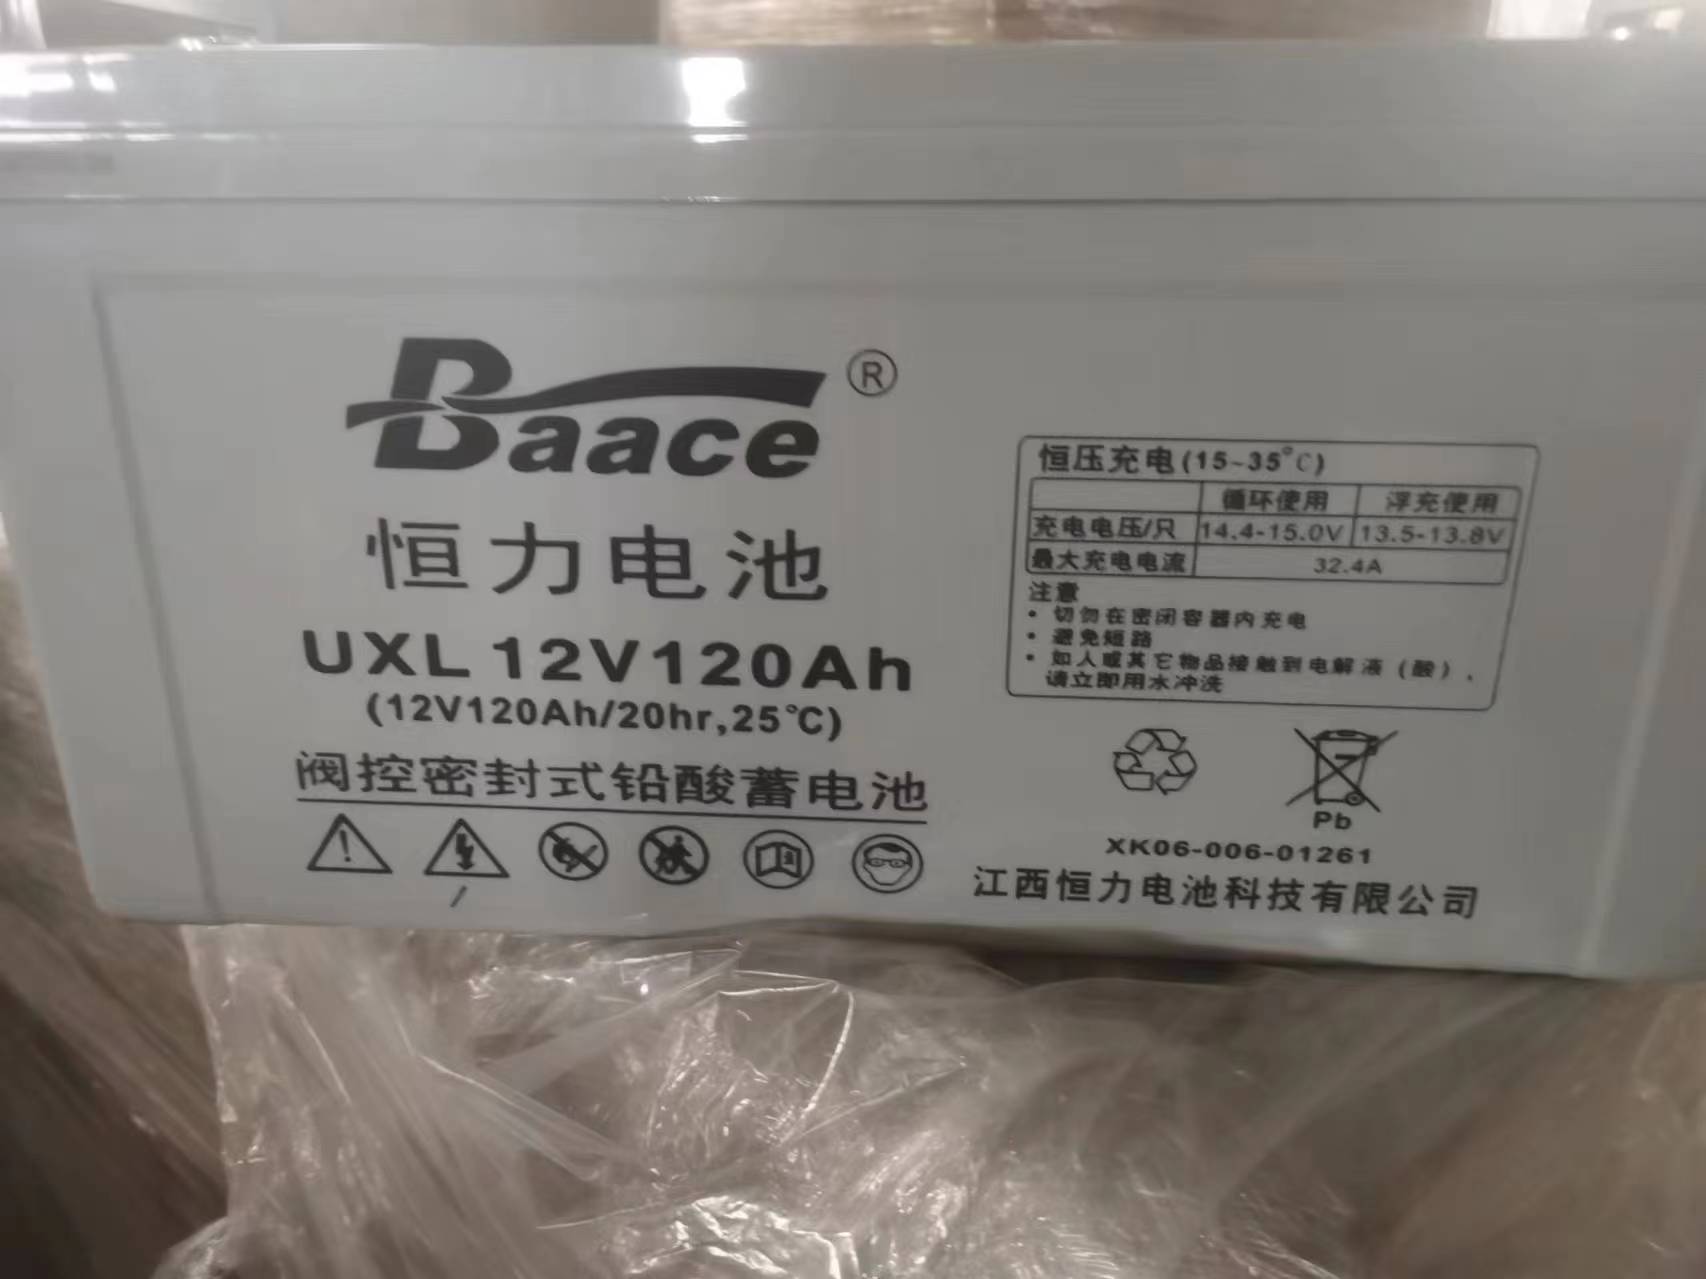 Baace®
恒力电池
UXL 12V120Ah
(12V120Ah/20hr,25℃)
阀控密封式铅酸蓄电池
恒压充电(15~35℃)
循环使用 浮充使用
充电电压/只 14.4-15.0V 13.5-13.8V
最大充电电流 32.4A
注意
• 切勿在密闭容器内充电
• 避免短路
• 如人或其它物品接触到电解液(酸),
请立即用水冲洗
Pb
XK06-006-01261
江西恒力电池科技有限公司